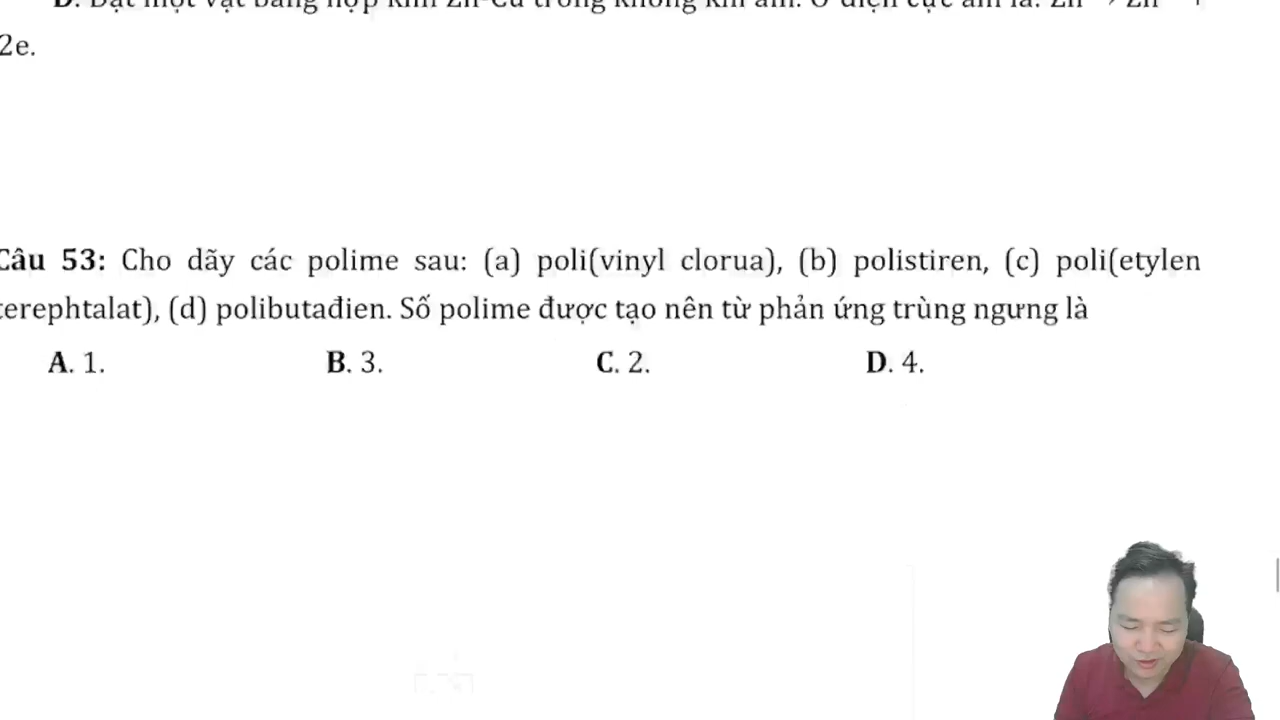 2e.
Câu 53: Cho dãy các polime sau: (a) poli(vinyl clorua), (b) polistiren, (c) poli(etylen
terephtalat), (d) polibutađien. Số polime được tạo nên từ phản ứng trùng ngưng là
A. 1. B. 3. C. 2. D. 4.